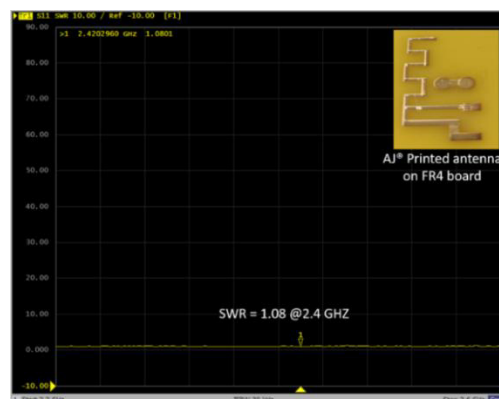 Tr1 S11 SWR 10.00 / Ref -10.00 [F1]
90.00
>1 2.4202960 GHz 1.0801
80.00
70.00
60.00
50.00
40.00
30.00
20.00
10.00
0.000
-10.00
AJ® Printed antenna
on FR4 board
SWR = 1.08 @2.4 GHZ
1